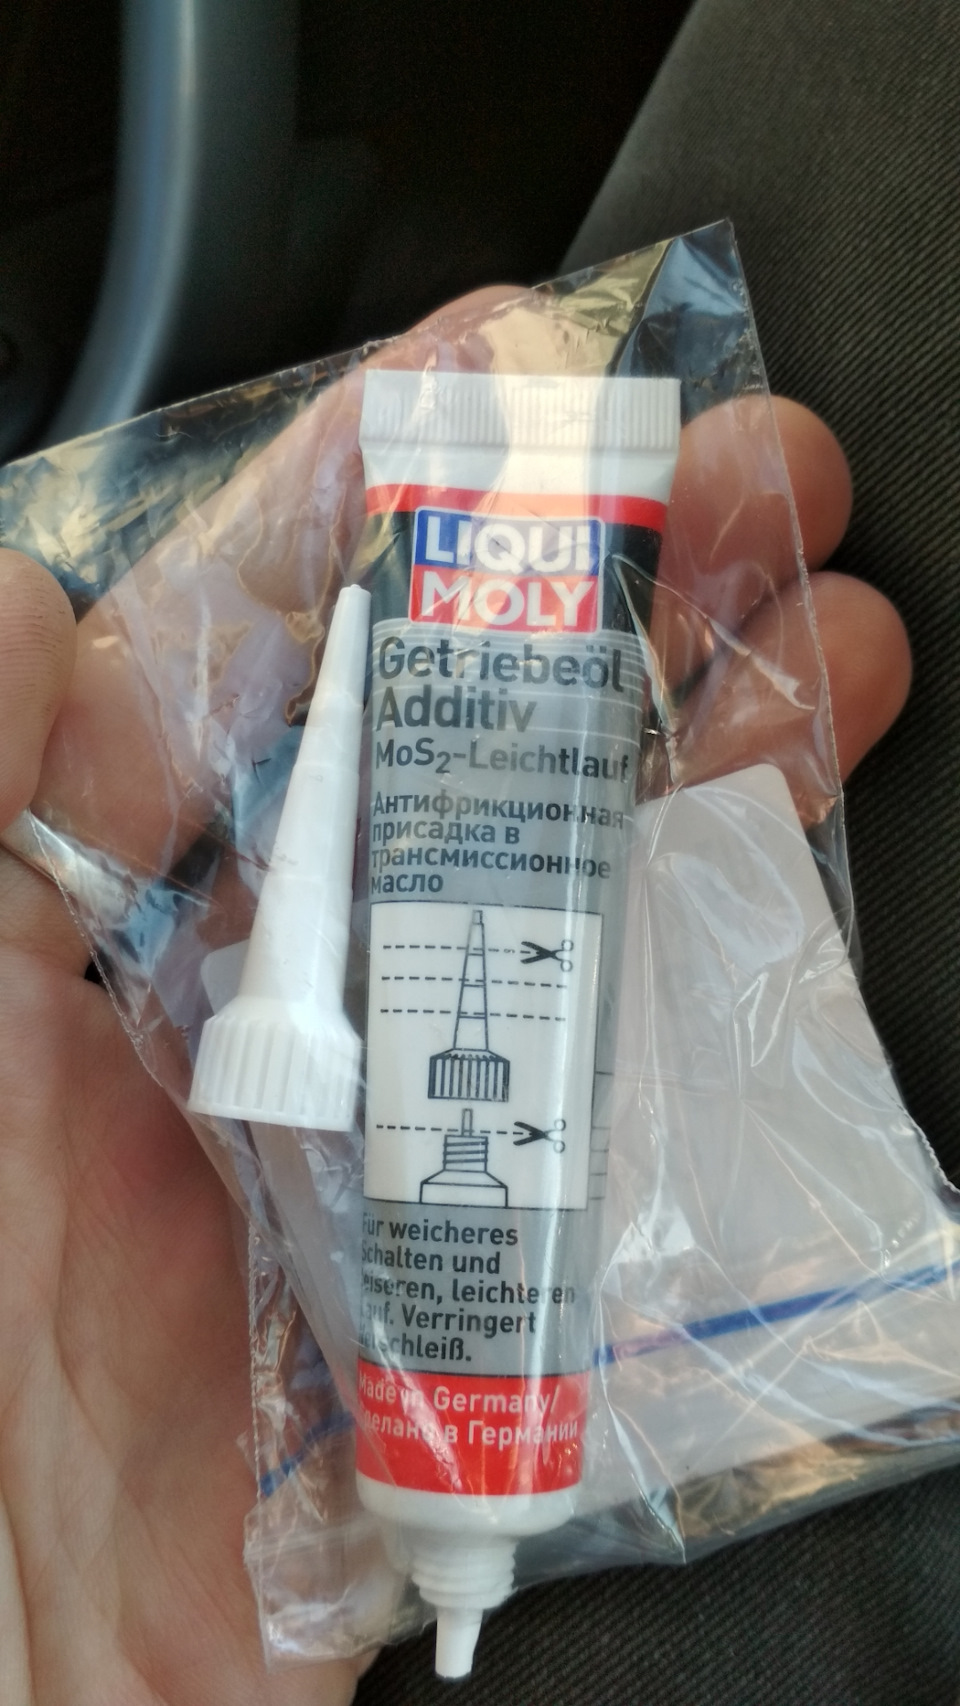 LIQUI
MOLY
Getriebeöl
Additiv
MoS₂-Leichtlauf
Антифрикционная
присадка в
трансмиссионное
масло
Für weicheres
Schalten und
leiseren, leichteren
Lauf. Verringert
Verschleiß.
Made in Germany/
Сделано в Германии